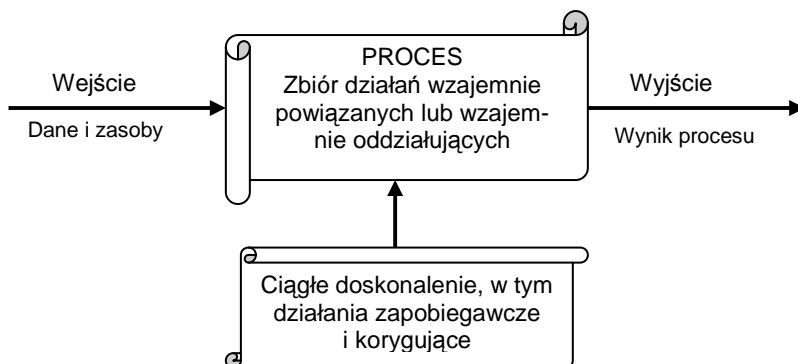 PROCES
Zbiór działań wzajemnie
powiązanych lub wzajem-
nie oddziałujących
Wejście
Dane i zasoby
Wyjście
Wynik procesu
Ciągłe doskonalenie, w tym
działania zapobiegawcze
i korygujące